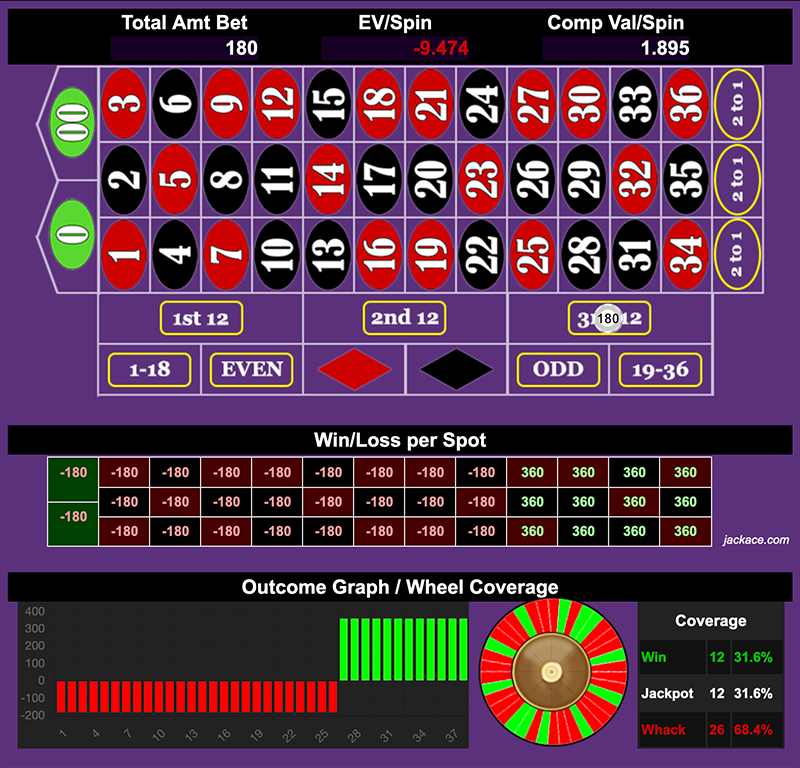 Total Amt Bet EV/Spin Comp Val/Spin
180 -9.474 1.895
00 3 6 9 12 15 18 21 24 27 30 33 36 2 to 1
2 5 8 11 14 17 20 23 26 29 32 35 2 to 1
0 1 4 7 10 13 16 19 22 25 28 31 34 2 to 1
1st 12 2nd 12 3 180 12
1-18 EVEN ODD 19-36
Win/Loss per Spot
-180 -180 -180 -180 -180 -180 -180 -180 -180 360 360 360 360
-180 -180 -180 -180 -180 -180 -180 -180 360 360 360 360
-180 -180 -180 -180 -180 -180 -180 -180 -180 360 360 360 360
jackace.com
Outcome Graph / Wheel Coverage
400
300
200
100
0
-100
-200
1 4 7 10 13 16 19 22 25 28 31 34 37
Coverage
Win 12 31.6%
Jackpot 12 31.6%
Whack 26 68.4%